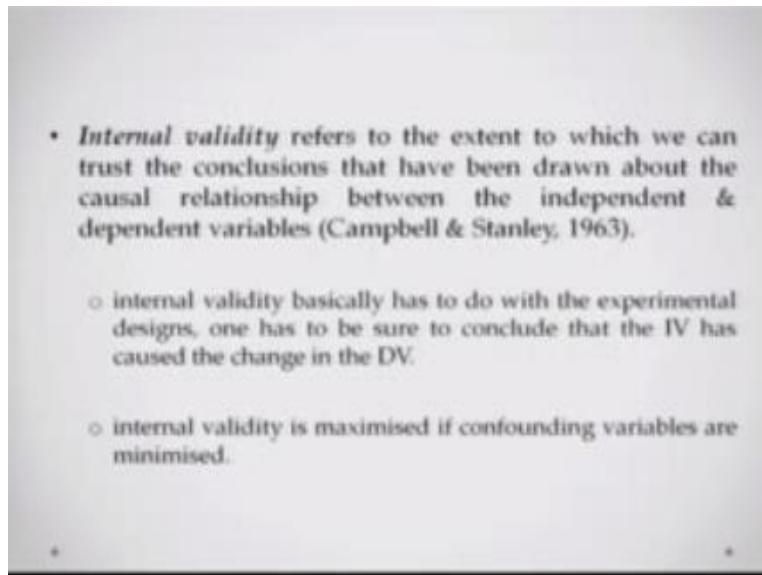 • Internal validity refers to the extent to which we can
trust the conclusions that have been drawn about the
causal relationship between the independent &
dependent variables (Campbell & Stanley, 1963).
o internal validity basically has to do with the experimental
designs, one has to be sure to conclude that the IV has
caused the change in the DV.
o internal validity is maximised if confounding variables are
minimised.